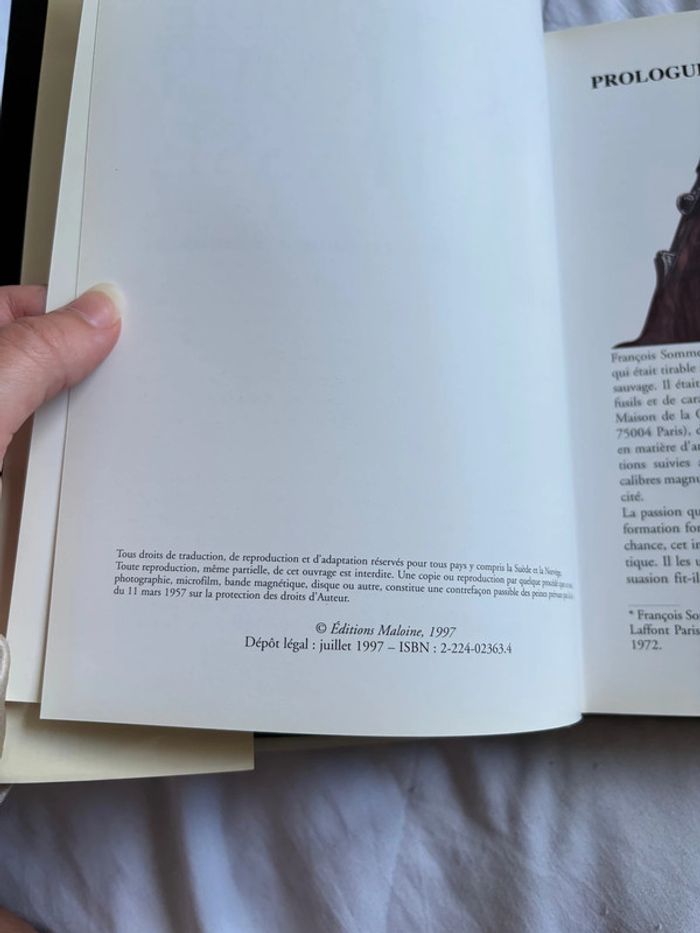 Tous droits de traduction, de reproduction et d'adaptation réservés pour tous pays y compris la Suède et la Norvège.
Toute reproduction, même partielle, de cet ouvrage est interdite. Une copie ou reproduction par quelque procédé que ce soit,
photographie, microfilm, bande magnétique, disque ou autre, constitue une contrefaçon passible des peines prévues par la loi
du 11 mars 1957 sur la protection des droits d'Auteur.
© Éditions Maloine, 1997
Dépôt légal : juillet 1997 – ISBN : 2-224-02363.4
PROLOGUE
François Somme
qui était tirable
sauvage. Il était
fusils et de cara
Maison de la C
75004 Paris), d
en matière d'ar
tions suivies
calibres magnu
cité.
La passion qu
formation for
chance, cet in
tique. Il les u
suasion fit-il
* François So
Laffont Paris
1972.